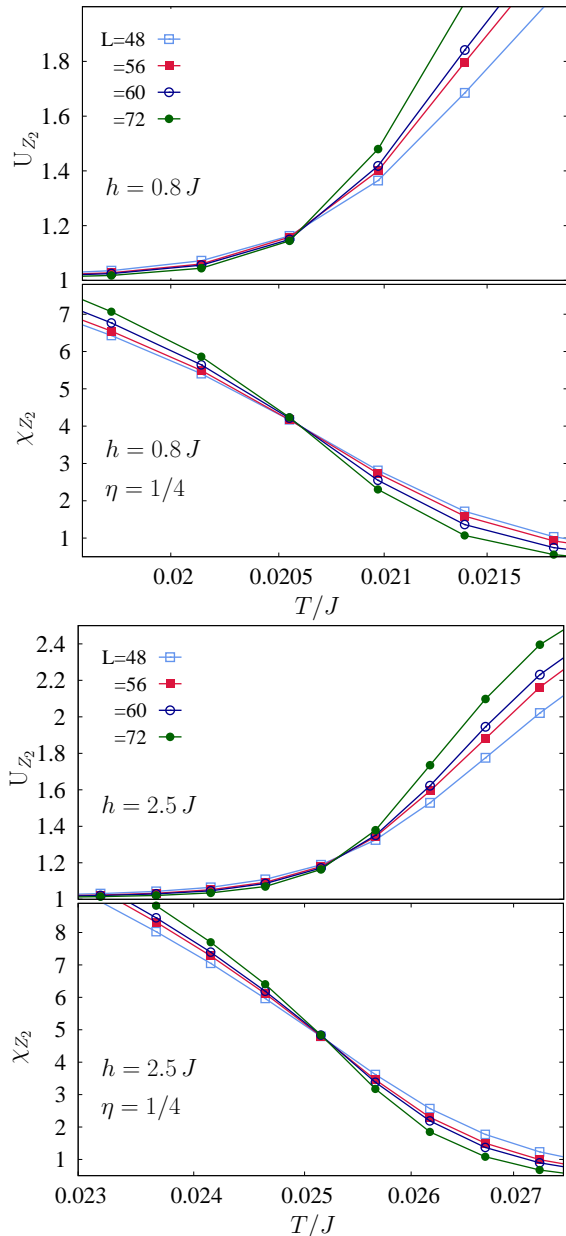 2
1.8
1.6
1.4
1.2
1
U_{Z_2}
L=48
=56
=60
=72
h = 0.8 J
7
6
5
4
3
2
1
χ_{Z_2}
h = 0.8 J
η = 1/4
0.02 0.0205 0.021 0.0215
T/J
2.4
2.2
2
1.8
1.6
1.4
1.2
1
U_{Z_2}
L=48
=56
=60
=72
h = 2.5 J
8
7
6
5
4
3
2
1
χ_{Z_2}
h = 2.5 J
η = 1/4
0.023 0.024 0.025 0.026 0.027
T/J